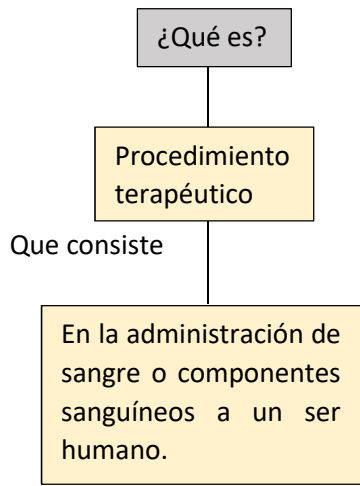 ¿Qué es?
Procedimiento
terapéutico
Que consiste
En la administración de
sangre o componentes
sanguíneos a un ser
humano.